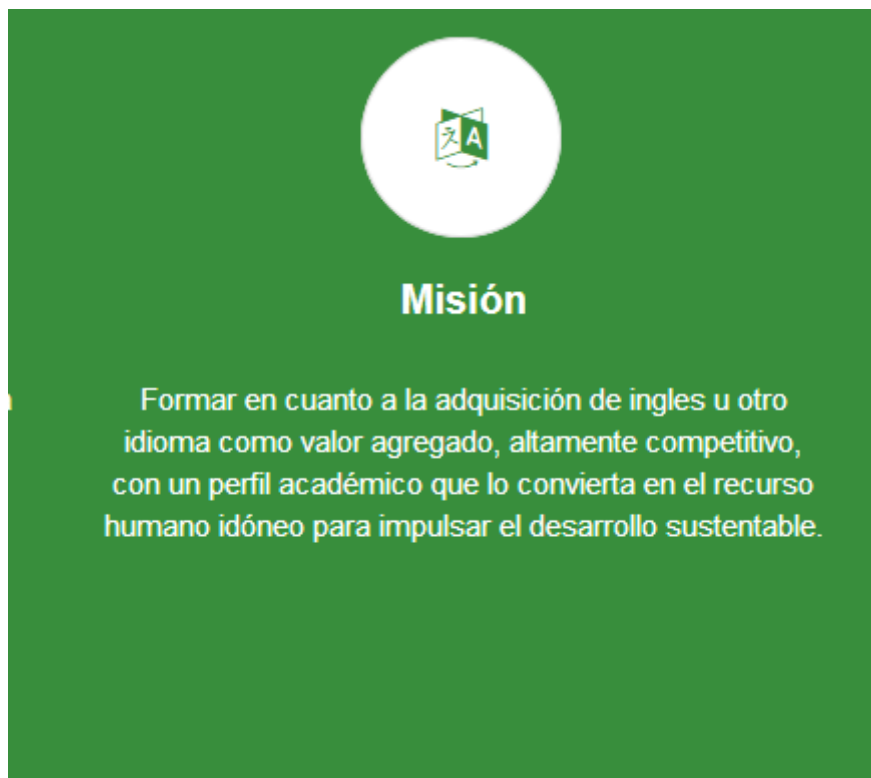 Misión
Formar en cuanto a la adquisición de ingles u otro
idioma como valor agregado, altamente competitivo,
con un perfil académico que lo convierta en el recurso
humano idóneo para impulsar el desarrollo sustentable.